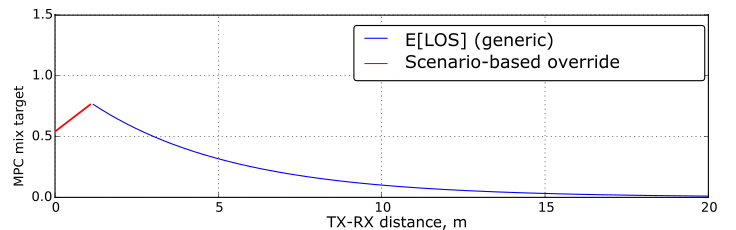 1.5
1.0
0.5
0.0
MPC mix target
E[LOS] (generic)
Scenario-based override
0 5 10 15 20
TX-RX distance, m